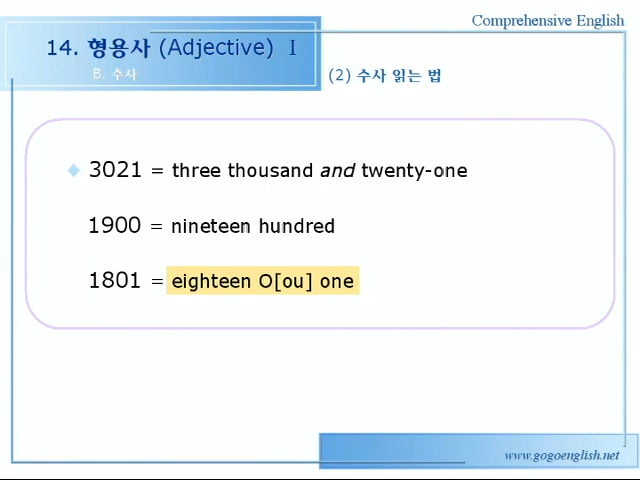 Comprehensive English
14. 형용사 (Adjective) Ⅰ
B. 수사
(2) 수사 읽는 법
◆ 3021 = three thousand and twenty-one
1900 = nineteen hundred
1801 = eighteen O[ou] one
www.gogoenglish.net